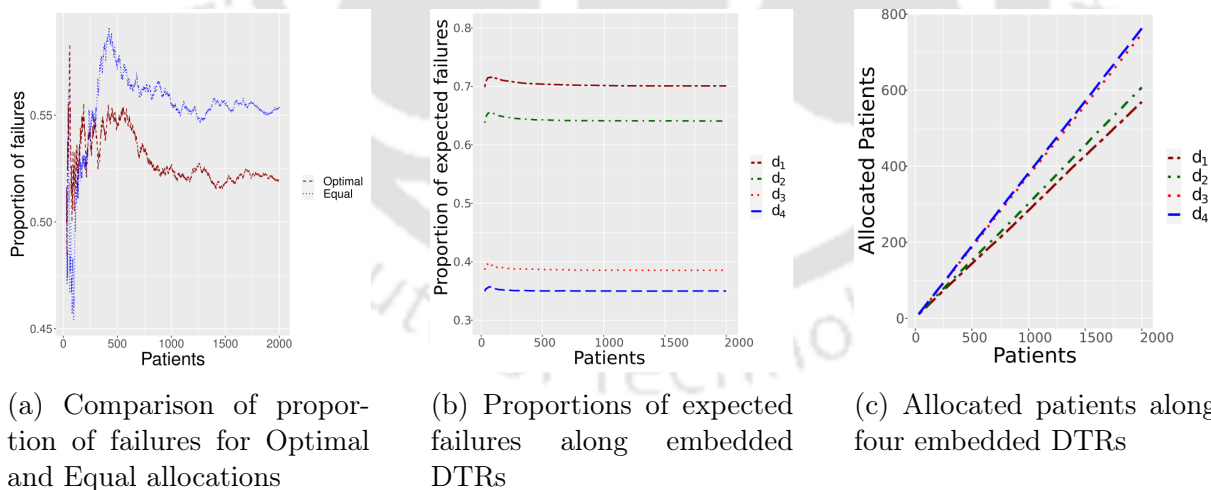 Proportion of failures
0.55
0.50
0.45
0
500
1000
1500
2000
Patients
Optimal
Equal
Proportion of expected failures
0.8
0.7
0.6
0.5
0.4
0.3
0
500
1000
1500
2000
Patients
d1
d2
d3
d4
Allocated Patients
800
600
400
200
0
0
500
1000
1500
2000
Patients
d1
d2
d3
d4
(a) Comparison of propor-
tion of failures for Optimal
and Equal allocations
(b) Proportions of expected
failures along embedded
DTRs
(c) Allocated patients along
four embedded DTRs